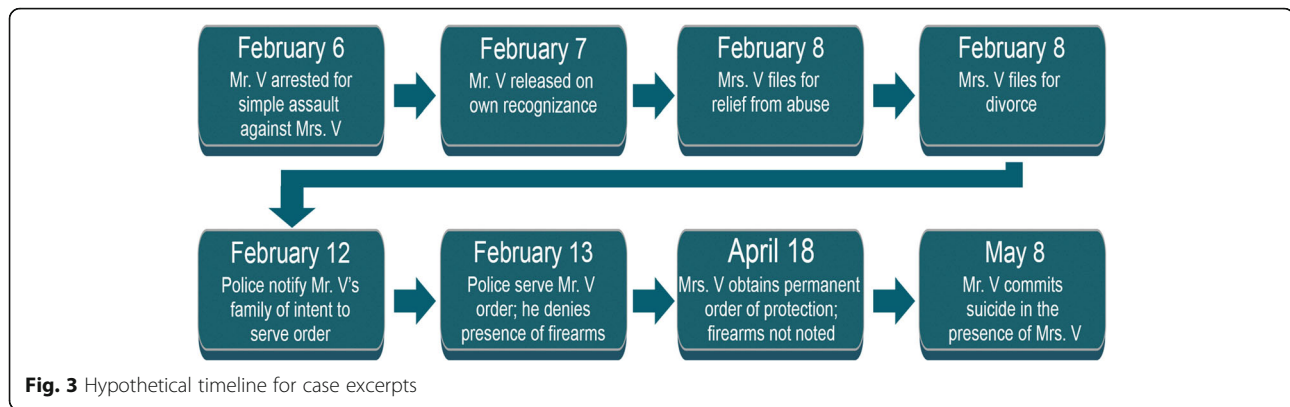 February 6
Mr. V arrested for
simple assault
against Mrs. V
February 7
Mr. V released on
own recognizance
February 8
Mrs. V files for
relief from abuse
February 8
Mrs. V files for
divorce
February 12
Police notify Mr. V's
family of intent to
serve order
February 13
Police serve Mr. V
order; he denies
presence of firearms
April 18
Mrs. V obtains permanent
order of protection;
firearms not noted
May 8
Mr. V commits
suicide in the
presence of Mrs. V
Fig. 3 Hypothetical timeline for case excerpts